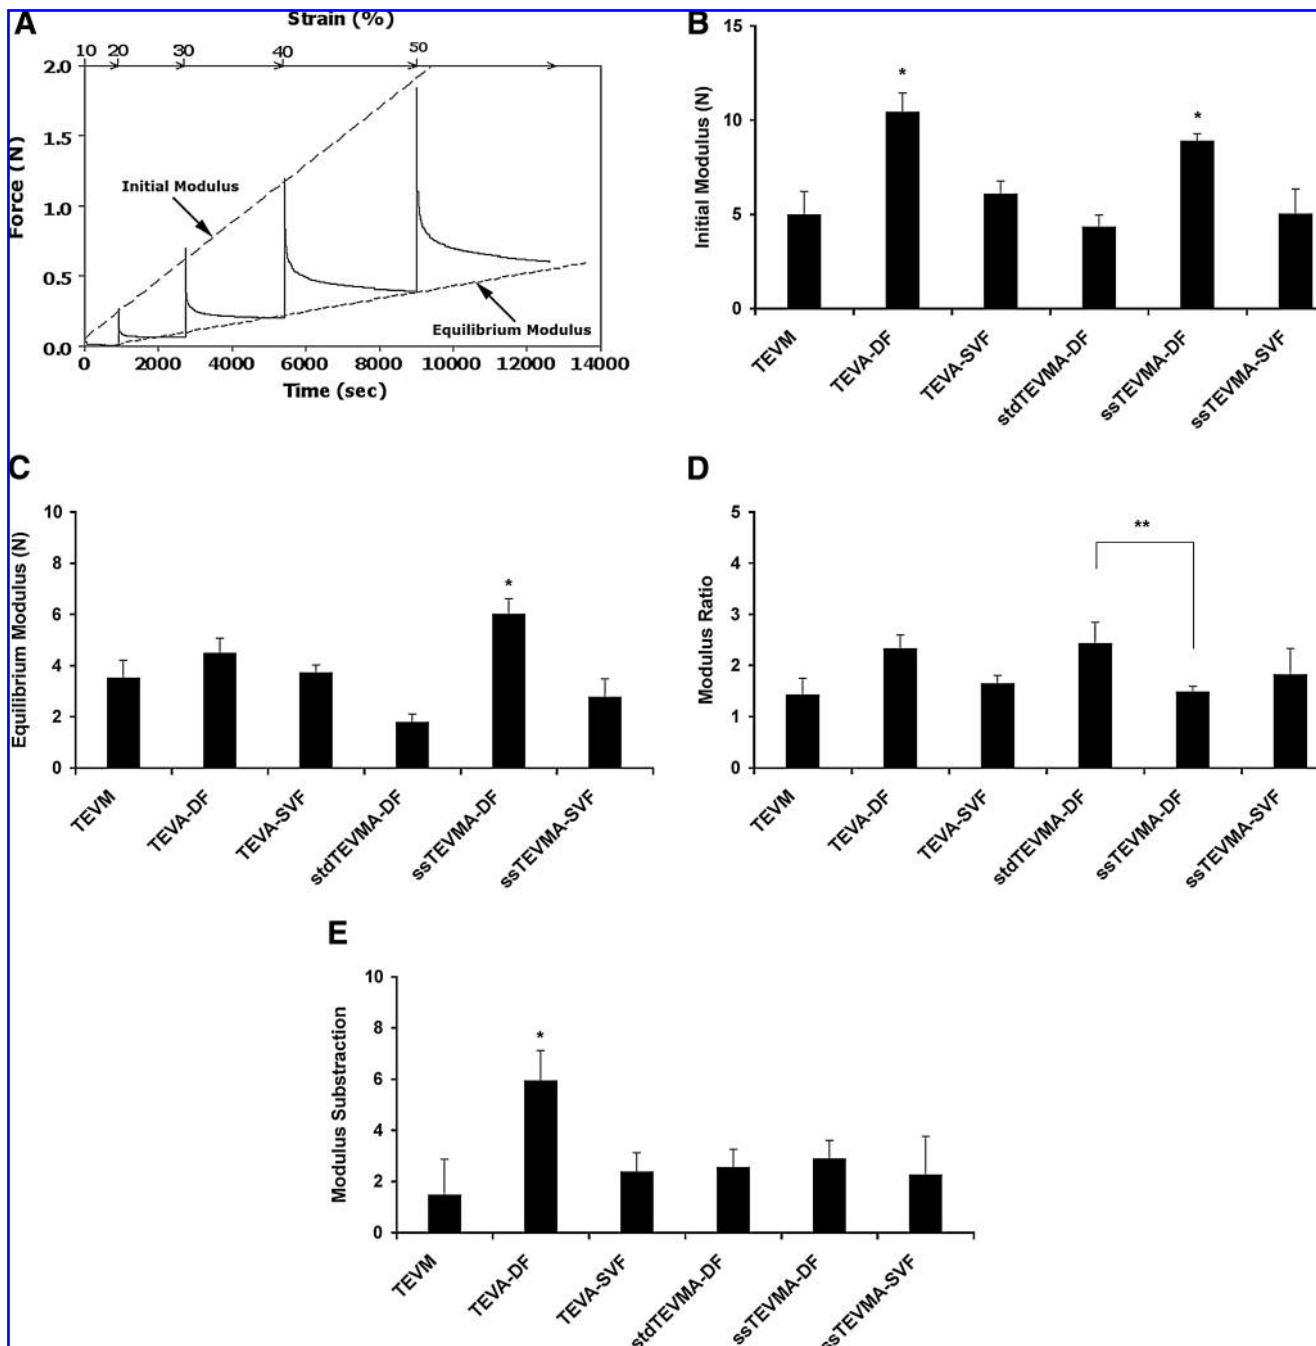 A
Strain (%)
10 20 30 40 50
2.0
1.5
1.0
0.5
0.0
Force (N)
Initial Modulus
Equilibrium Modulus
0 2000 4000 6000 8000 10000 12000 14000
Time (sec)
B
15
10
5
0
Initial Modulus (N)
* *
TEVM TEVA-DF TEVA-SVF stdTEVMA-DF ssTEVMA-DF ssTEVMA-SVF
C
10
8
6
4
2
0
Equilibrium Modulus (N)
*
TEVM TEVA-DF TEVA-SVF stdTEVMA-DF ssTEVMA-DF ssTEVMA-SVF
D
5
4
3
2
1
0
Modulus Ratio
**
TEVM TEVA-DF TEVA-SVF stdTEVMA-DF ssTEVMA-DF ssTEVMA-SVF
E
10
8
6
4
2
0
Modulus Substraction
*
TEVM TEVA-DF TEVA-SVF stdTEVMA-DF ssTEVMA-DF ssTEVMA-SVF